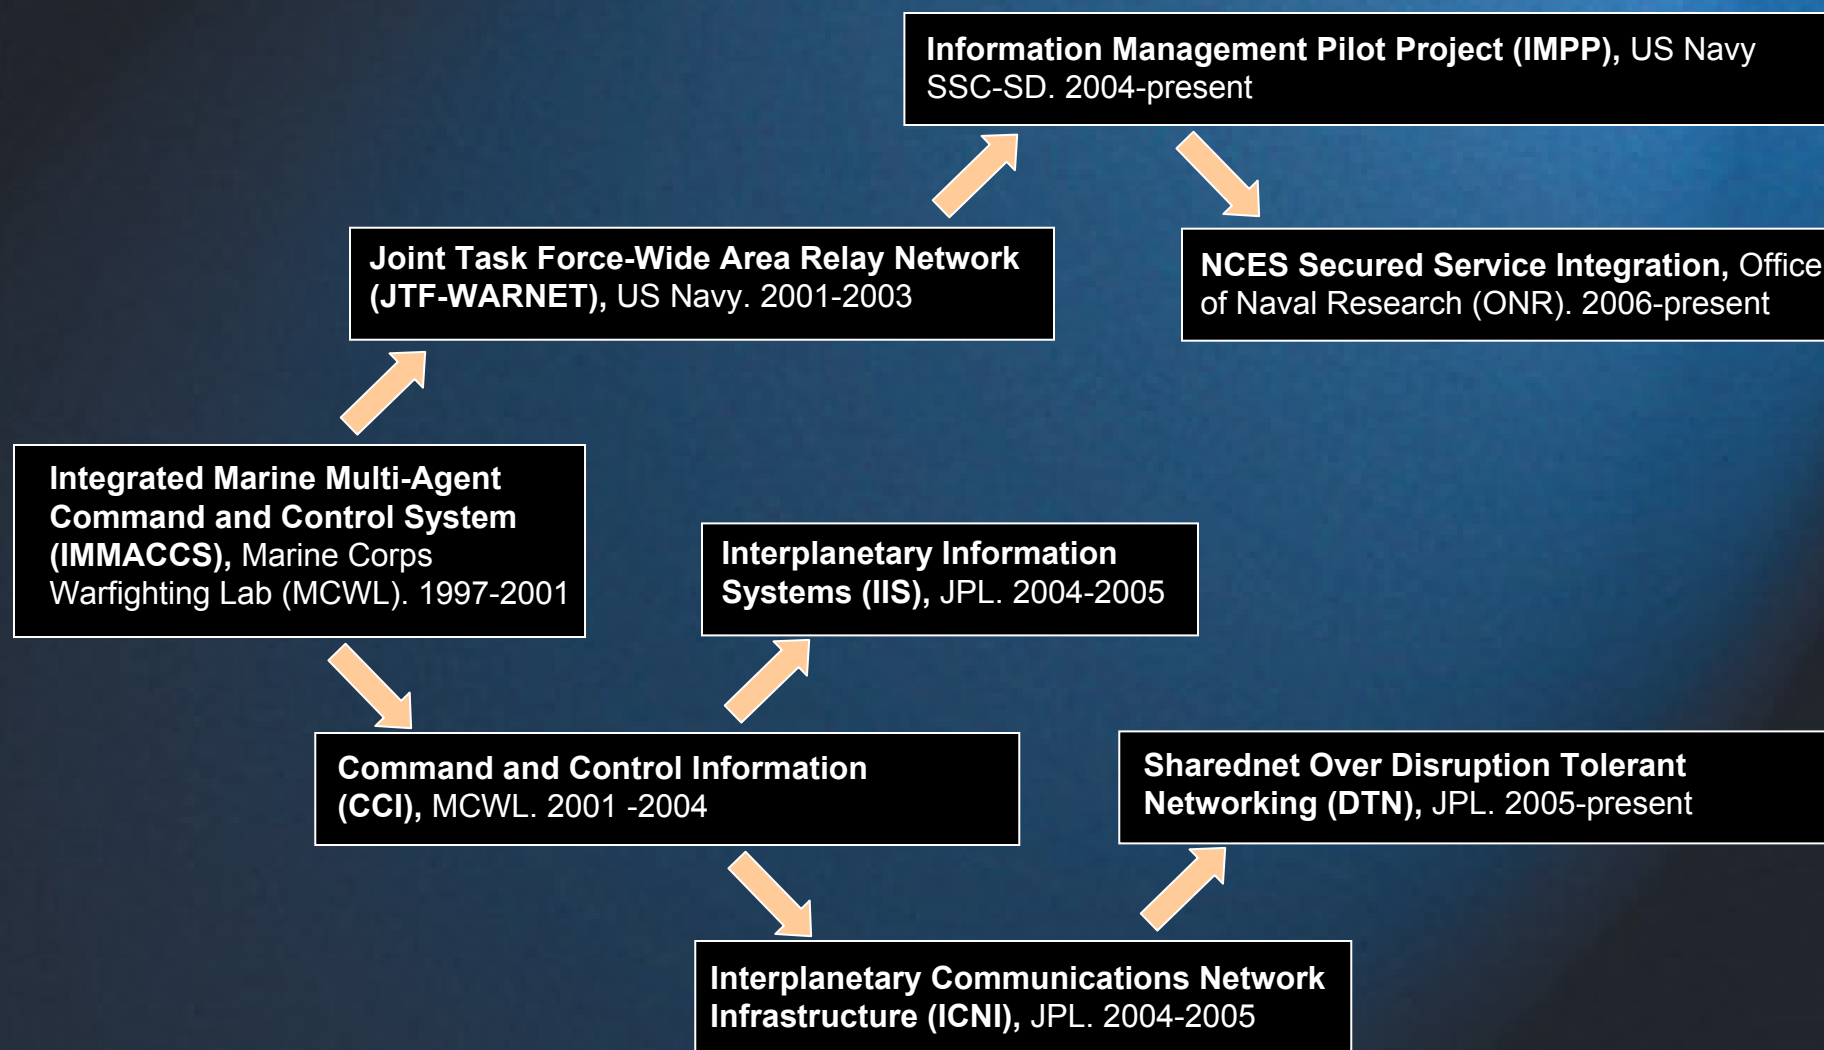 Information Management Pilot Project (IMPP), US Navy
SSC-SD. 2004-present
Joint Task Force-Wide Area Relay Network
(JTF-WARNET), US Navy. 2001-2003
NCES Secured Service Integration, Office
of Naval Research (ONR). 2006-present
Integrated Marine Multi-Agent
Command and Control System
(IMMACCS), Marine Corps
Warfighting Lab (MCWL). 1997-2001
Interplanetary Information
Systems (IIS), JPL. 2004-2005
Command and Control Information
(CCI), MCWL. 2001 -2004
Sharednet Over Disruption Tolerant
Networking (DTN), JPL. 2005-present
Interplanetary Communications Network
Infrastructure (ICNI), JPL. 2004-2005